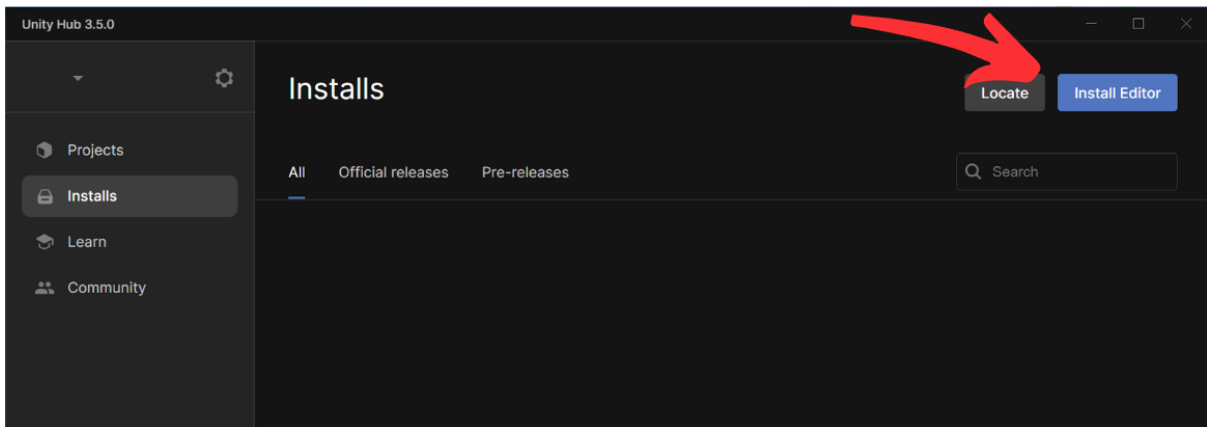 Unity Hub 3.5.0
Installs
Locate
Install Editor
Projects
Installs
Learn
Community
All
Official releases
Pre-releases
Search